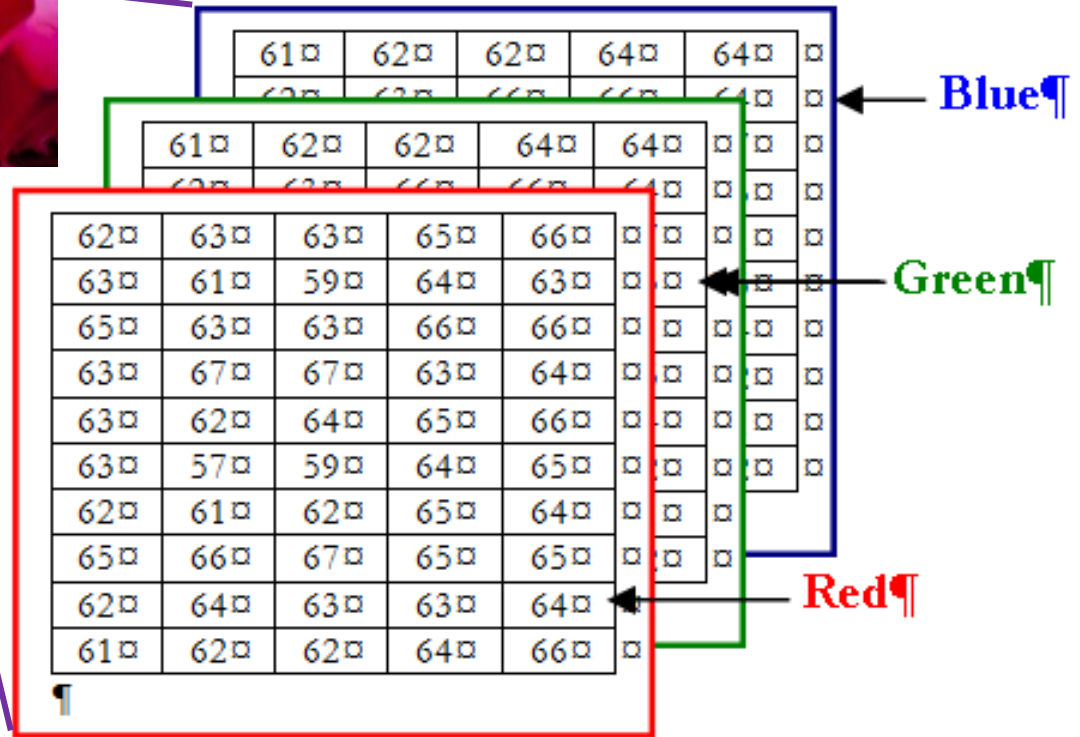 61¤ 62¤ 62¤ 64¤ 64¤ ¤
¤
Blue¶
61¤ 62¤ 62¤ 64¤ 64¤ ¤
62¤ 63¤ 63¤ 65¤ 66¤ ¤
63¤ 61¤ 59¤ 64¤ 63¤ ¤
Green¶
65¤ 63¤ 63¤ 66¤ 66¤ ¤
63¤ 67¤ 67¤ 63¤ 64¤ ¤
63¤ 62¤ 64¤ 65¤ 66¤ ¤
63¤ 57¤ 59¤ 64¤ 65¤ ¤
62¤ 61¤ 62¤ 65¤ 64¤ ¤
65¤ 66¤ 67¤ 65¤ 65¤ ¤
62¤ 64¤ 63¤ 63¤ 64¤ ¤
Red¶
61¤ 62¤ 62¤ 64¤ 66¤ ¤
¶